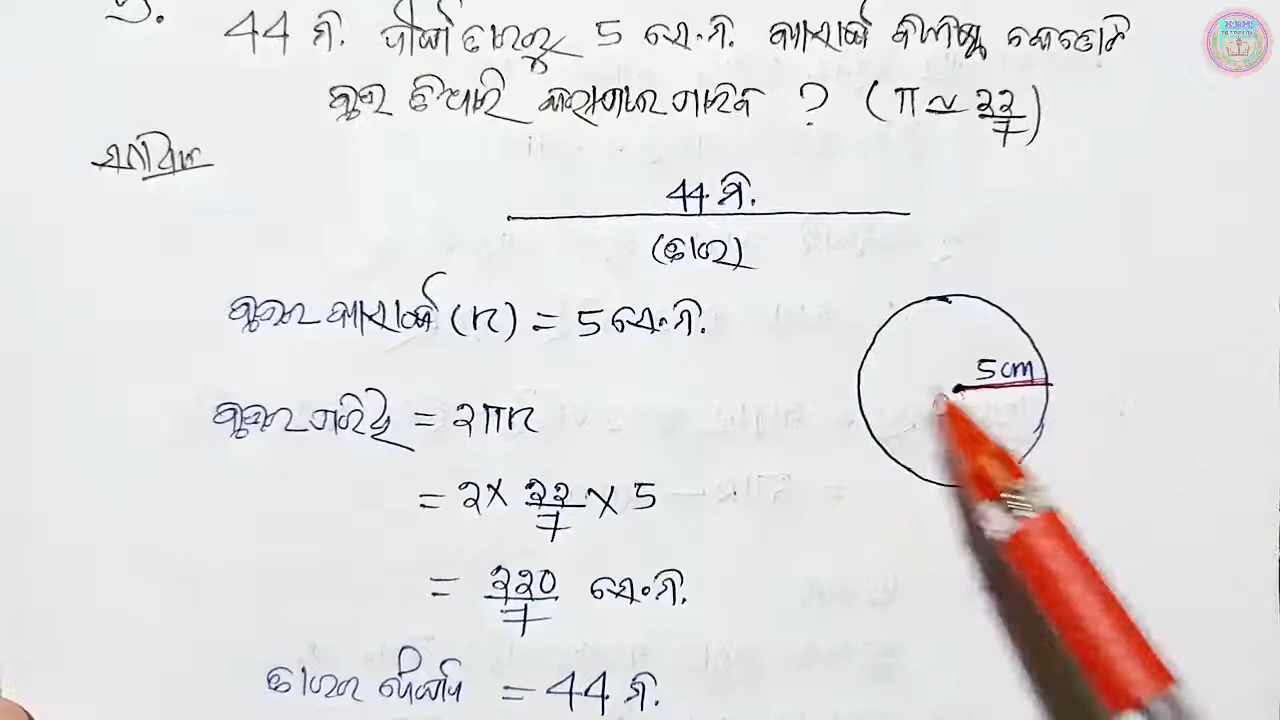 44 ମି. ଦୀର୍ଘ ତାରରୁ 5 ସେ.ମି. ବ୍ୟାସାର୍ଦ୍ଧ ବିଶିଷ୍ଟ କେତୋଟି
ବୃତ୍ତ ତିଆରି କରାଯାଇପାରିବ ? (π ≃ 22/7)
ସମାଧାନ
44 ମି.
(ତାର)
ବୃତ୍ତର ବ୍ୟାସାର୍ଦ୍ଧ (r) = 5 ସେ.ମି.
5cm
ବୃତ୍ତର ପରିଧି = 2πr
= 2 × 22/7 × 5
= 220/7 ସେ.ମି.
ତାରର ଦୈର୍ଘ୍ୟ = 44 ମି.